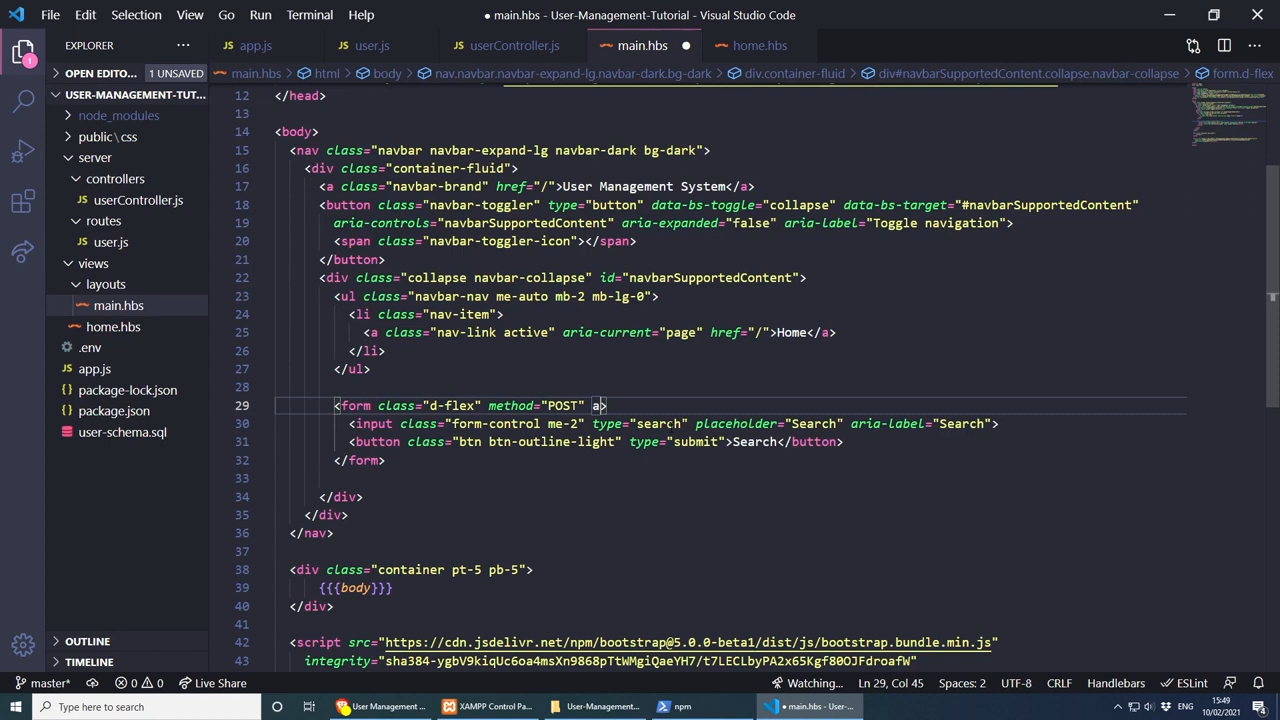 File Edit Selection View Go Run Terminal Help
● main.hbs - User-Management-Tutorial - Visual Studio Code
EXPLORER
JS app.js
JS user.js
JS userController.js
main.hbs ●
home.hbs
OPEN EDITO... 1 UNSAVED
main.hbs > html > body > nav.navbar.navbar-expand-lg.navbar-dark.bg-dark > div.container-fluid > div#navbarSupportedContent.collapse.navbar-collapse > form.d-flex
USER-MANAGEMENT-TUT...
node_modules
public \ css
server
controllers
JS userController.js
routes
JS user.js
views
layouts
main.hbs
home.hbs
.env
JS app.js
{} package-lock.json
{} package.json
user-schema.sql
OUTLINE
TIMELINE
1
12 </head>
13
14 <body>
15 <nav class="navbar navbar-expand-lg navbar-dark bg-dark">
16 <div class="container-fluid">
17 <a class="navbar-brand" href="/">User Management System</a>
18 <button class="navbar-toggler" type="button" data-bs-toggle="collapse" data-bs-target="#navbarSupportedContent"
19 aria-controls="navbarSupportedContent" aria-expanded="false" aria-label="Toggle navigation">
20 <span class="navbar-toggler-icon"></span>
21 </button>
22 <div class="collapse navbar-collapse" id="navbarSupportedContent">
23 <ul class="navbar-nav me-auto mb-2 mb-lg-0">
24 <li class="nav-item">
25 <a class="nav-link active" aria-current="page" href="/">Home</a>
26 </li>
27 </ul>
28
29 <form class="d-flex" method="POST" a>
30 <input class="form-control me-2" type="search" placeholder="Search" aria-label="Search">
31 <button class="btn btn-outline-light" type="submit">Search</button>
32 </form>
33
34 </div>
35 </div>
36 </nav>
37
38 <div class="container pt-5 pb-5">
39 {{{body}}}
40 </div>
41
42 <script src="https://cdn.jsdelivr.net/npm/bootstrap@5.0.0-beta1/dist/js/bootstrap.bundle.min.js"
43 integrity="sha384-ygbV9kiqUc6oa4msXn9868pTtWMgiQaeYH7/t7LECLbyPA2x65Kgf80OJFdroafW"
master* 0 0 Live Share
Watching... Ln 29, Col 45 Spaces: 2 UTF-8 CRLF Handlebars ESLint
Type here to search
User Management ...
XAMPP Control Pa...
User-Management-...
npm
● main.hbs - User-...
15:49
10/02/2021
4